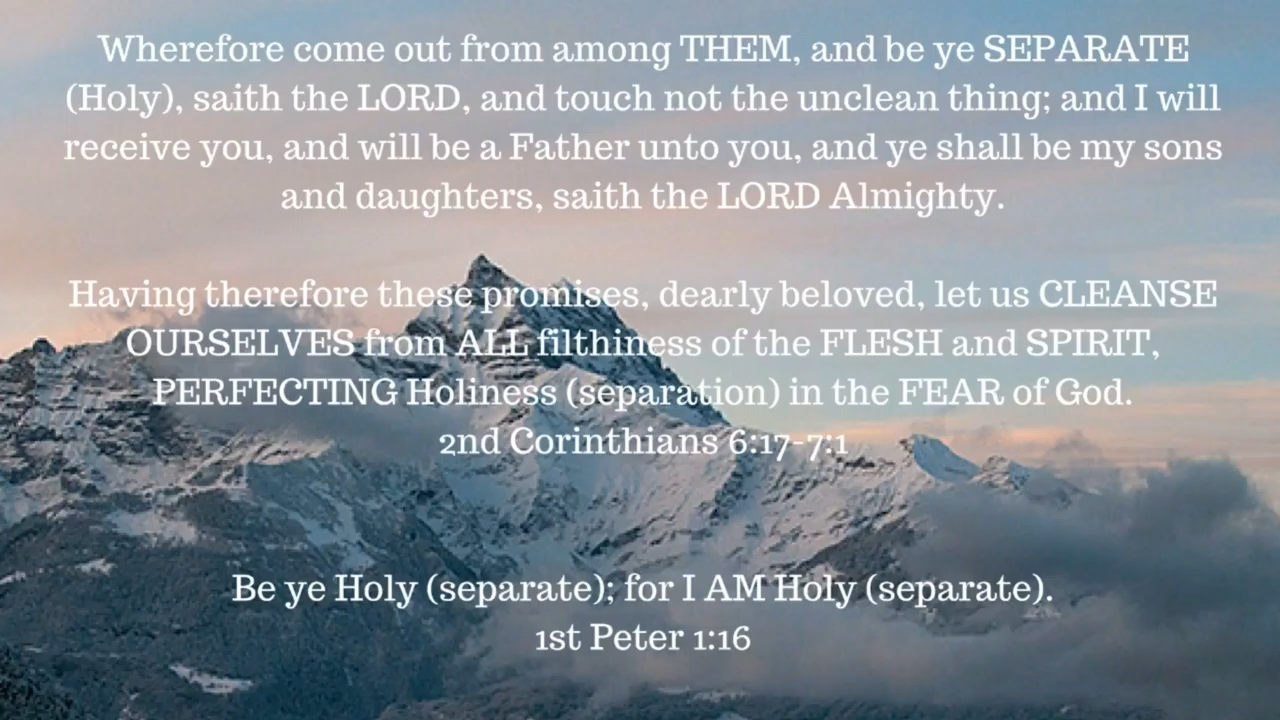 Wherefore come out from among THEM, and be ye SEPARATE
(Holy), saith the LORD, and touch not the unclean thing; and I will
receive you, and will be a Father unto you, and ye shall be my sons
and daughters, saith the LORD Almighty.
Having therefore these promises, dearly beloved, let us CLEANSE
OURSELVES from ALL filthiness of the FLESH and SPIRIT,
PERFECTING Holiness (separation) in the FEAR of God.
2nd Corinthians 6:17-7:1
Be ye Holy (separate); for I AM Holy (separate).
1st Peter 1:16